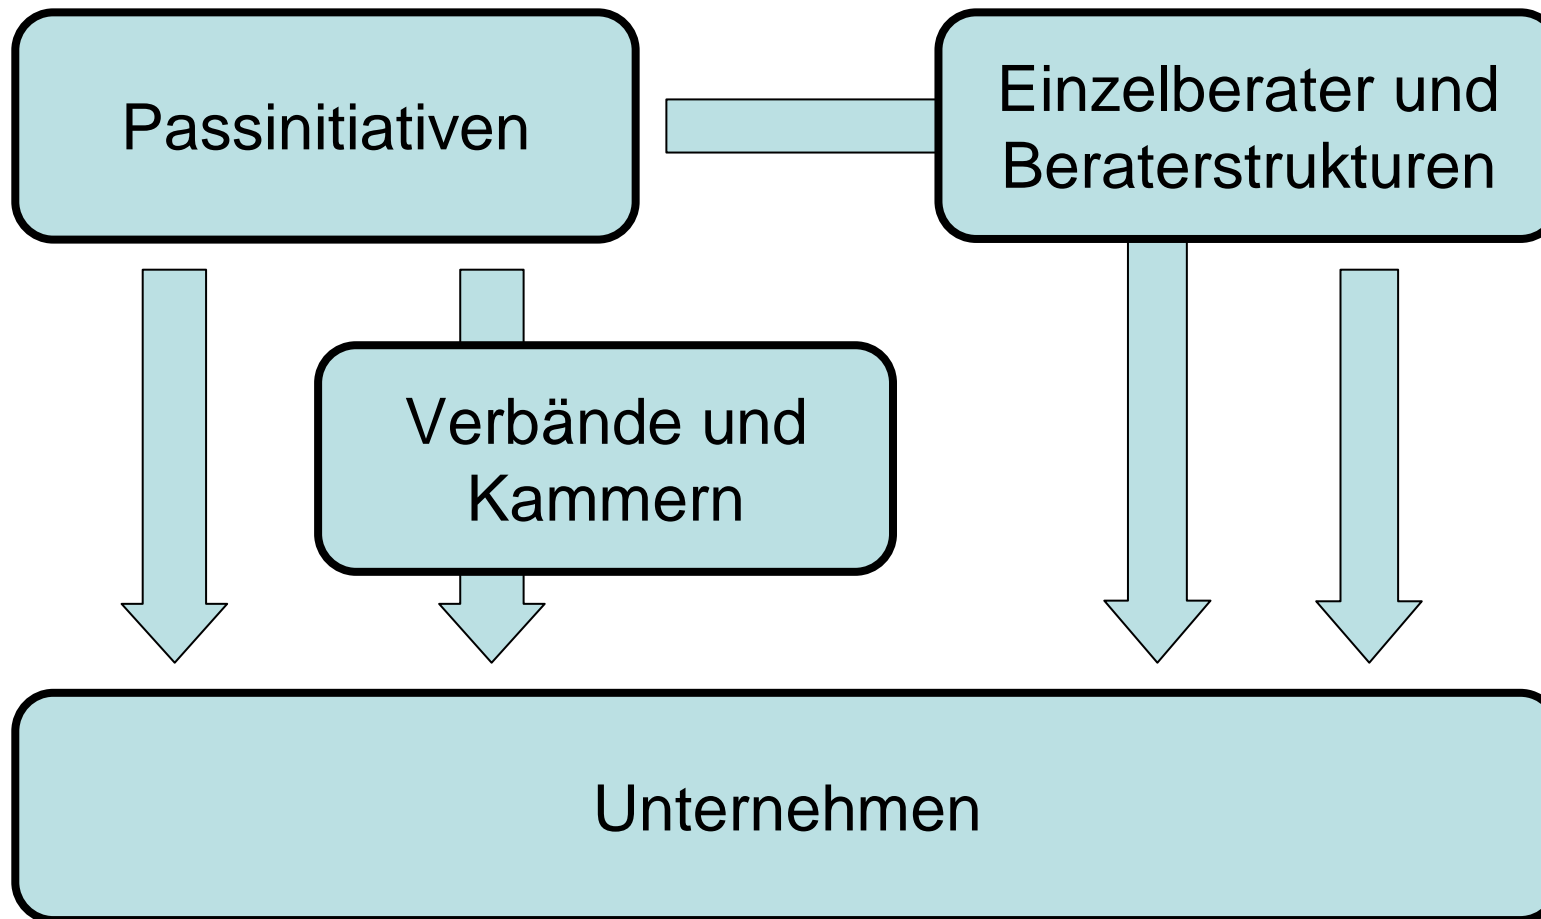 Passinitiativen
Einzelberater und
Beraterstrukturen
Verbände und
Kammern
Unternehmen